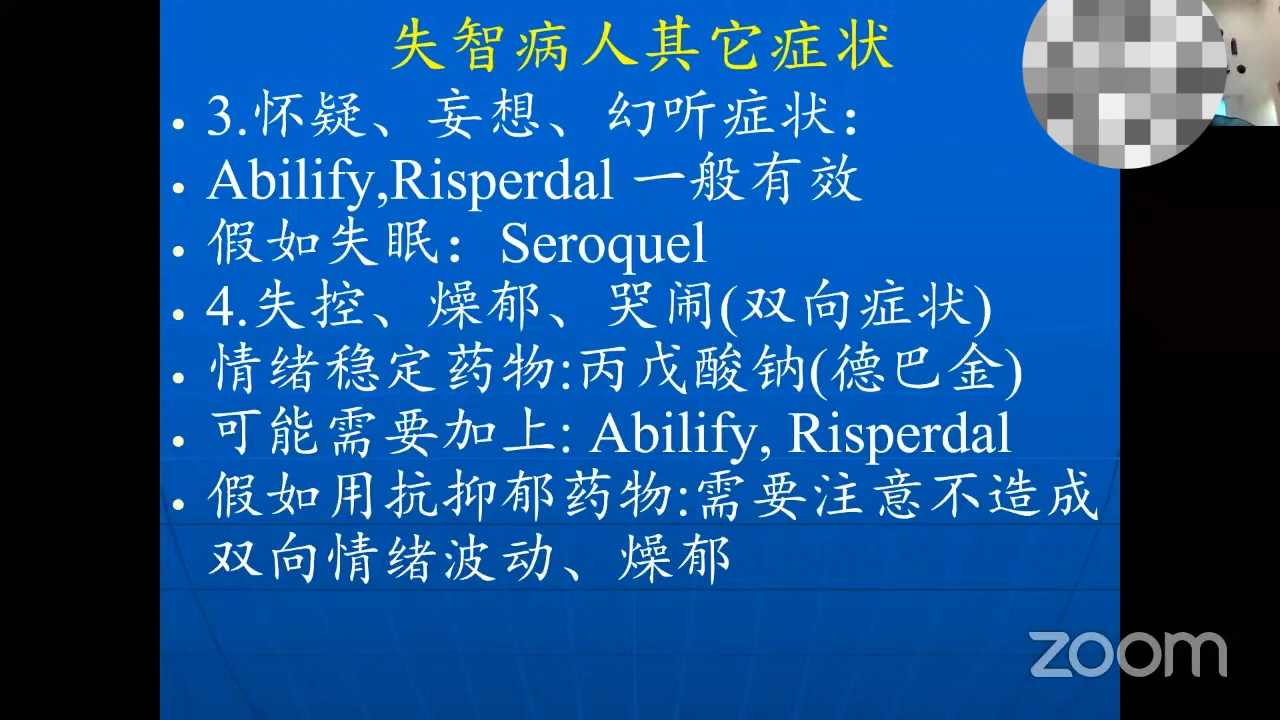 失智病人其它症状
• 3.怀疑、妄想、幻听症状：
• Abilify,Risperdal 一般有效
• 假如失眠：Seroquel
• 4.失控、燥郁、哭闹(双向症状)
• 情绪稳定药物:丙戊酸钠(德巴金)
• 可能需要加上: Abilify, Risperdal
• 假如用抗抑郁药物:需要注意不造成
双向情绪波动、燥郁
zoom